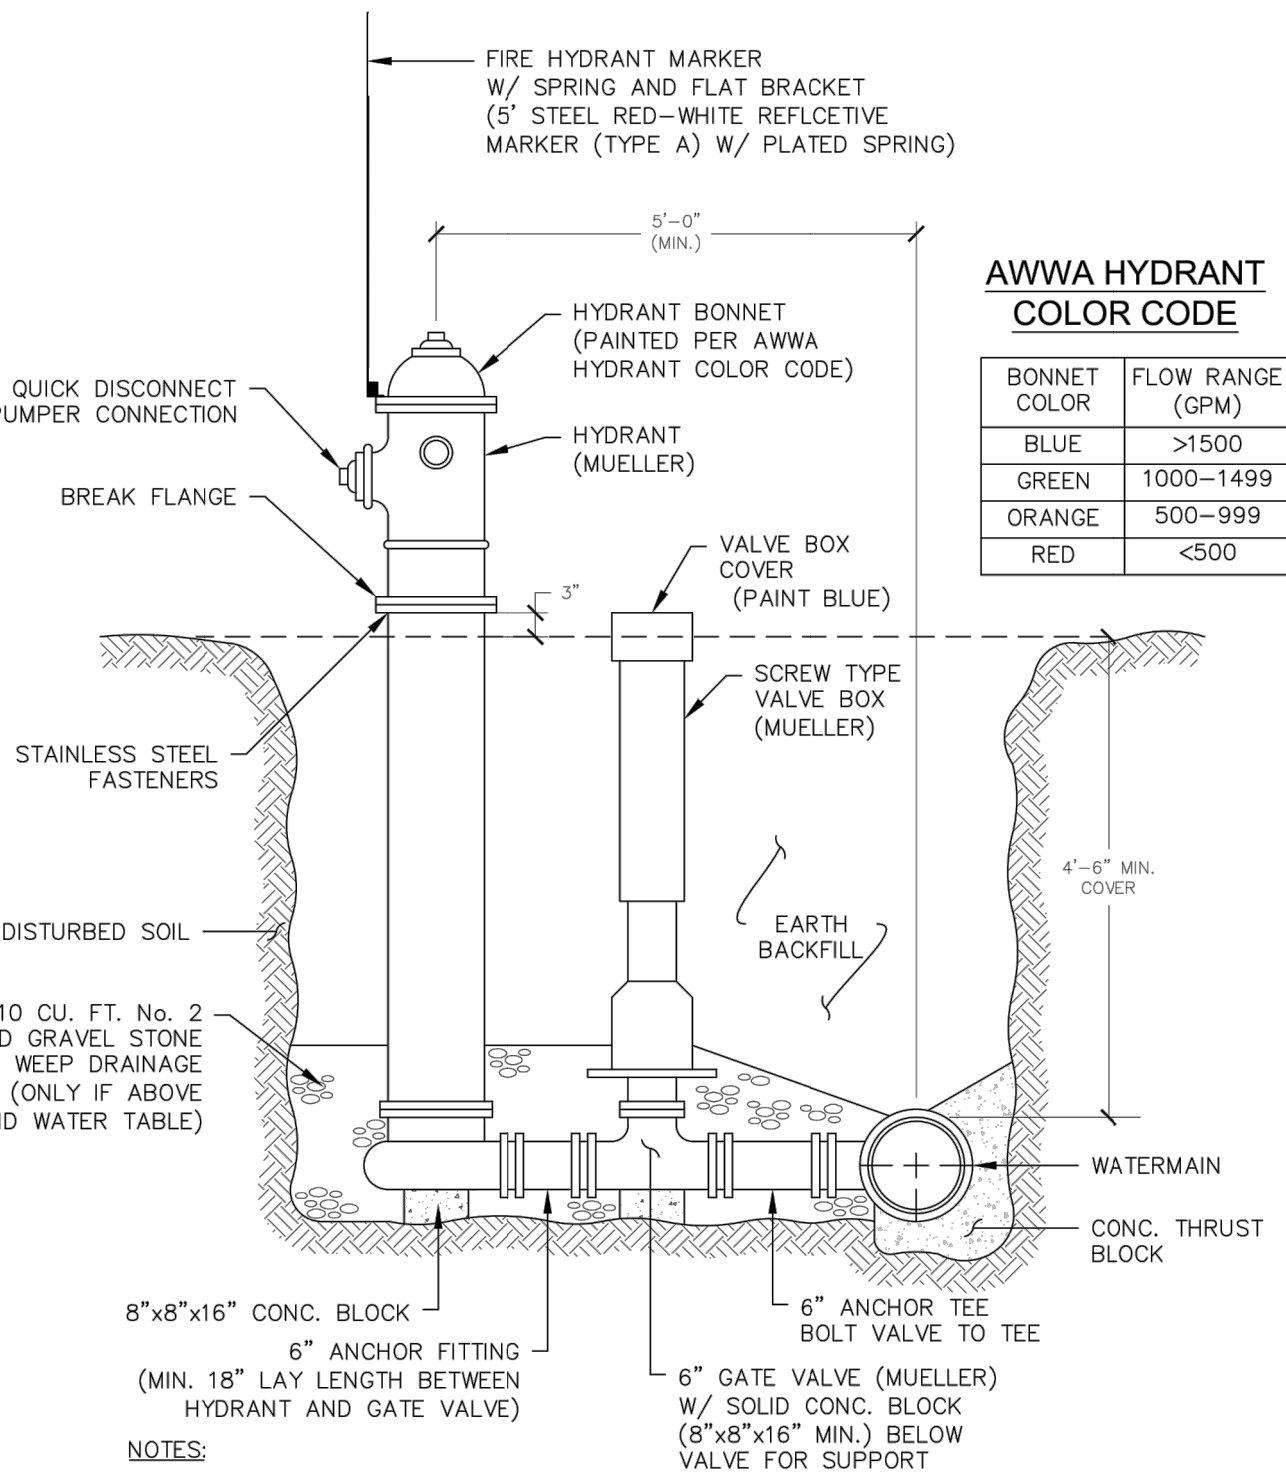 FIRE HYDRANT MARKER
W/ SPRING AND FLAT BRACKET
(5' STEEL RED-WHITE REFLCETIVE
MARKER (TYPE A) W/ PLATED SPRING)
5'-0"
(MIN.)
AWWA HYDRANT
COLOR CODE
BONNET COLOR | FLOW RANGE (GPM)
BLUE | >1500
GREEN | 1000-1499
ORANGE | 500-999
RED | <500
HYDRANT BONNET
(PAINTED PER AWWA
HYDRANT COLOR CODE)
QUICK DISCONNECT
PUMPER CONNECTION
HYDRANT
(MUELLER)
BREAK FLANGE
VALVE BOX
COVER
(PAINT BLUE)
3"
SCREW TYPE
VALVE BOX
(MUELLER)
STAINLESS STEEL
FASTENERS
4'-6" MIN.
COVER
DISTURBED SOIL
EARTH
BACKFILL
10 CU. FT. No. 2
GRAVEL STONE
WEEP DRAINAGE
(ONLY IF ABOVE
WATER TABLE)
WATERMAIN
CONC. THRUST
BLOCK
8"x8"x16" CONC. BLOCK
6" ANCHOR FITTING
(MIN. 18" LAY LENGTH BETWEEN
HYDRANT AND GATE VALVE)
6" ANCHOR TEE
BOLT VALVE TO TEE
6" GATE VALVE (MUELLER)
W/ SOLID CONC. BLOCK
(8"x8"x16" MIN.) BELOW
VALVE FOR SUPPORT
NOTES: